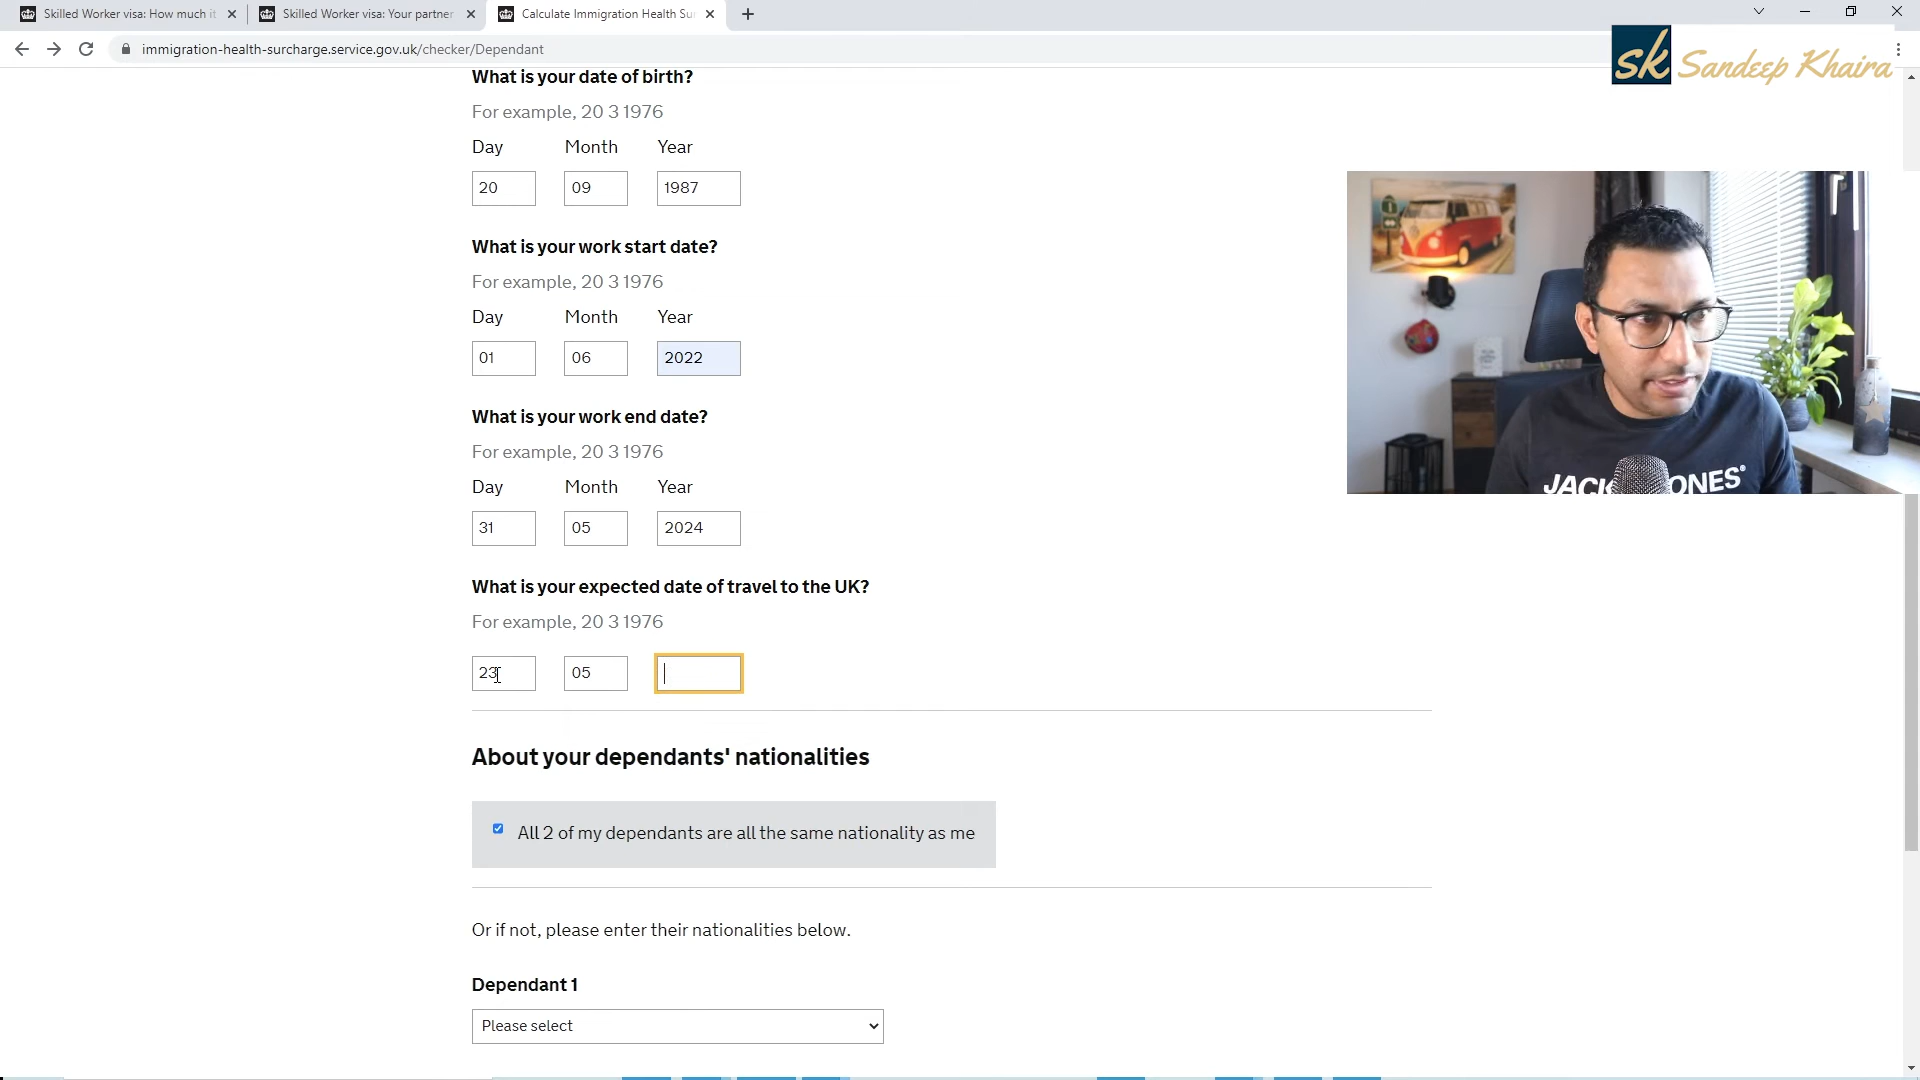 Skilled Worker visa: How much it
Skilled Worker visa: Your partner
Calculate Immigration Health Su
immigration-health-surcharge.service.gov.uk/checker/Dependant
sk Sandeep Khaira
What is your date of birth?
For example, 20 3 1976
Day Month Year
20 09 1987
What is your work start date?
For example, 20 3 1976
Day Month Year
01 06 2022
What is your work end date?
For example, 20 3 1976
Day Month Year
31 05 2024
What is your expected date of travel to the UK?
For example, 20 3 1976
23 05
About your dependants' nationalities
All 2 of my dependants are all the same nationality as me
Or if not, please enter their nationalities below.
Dependant 1
Please select